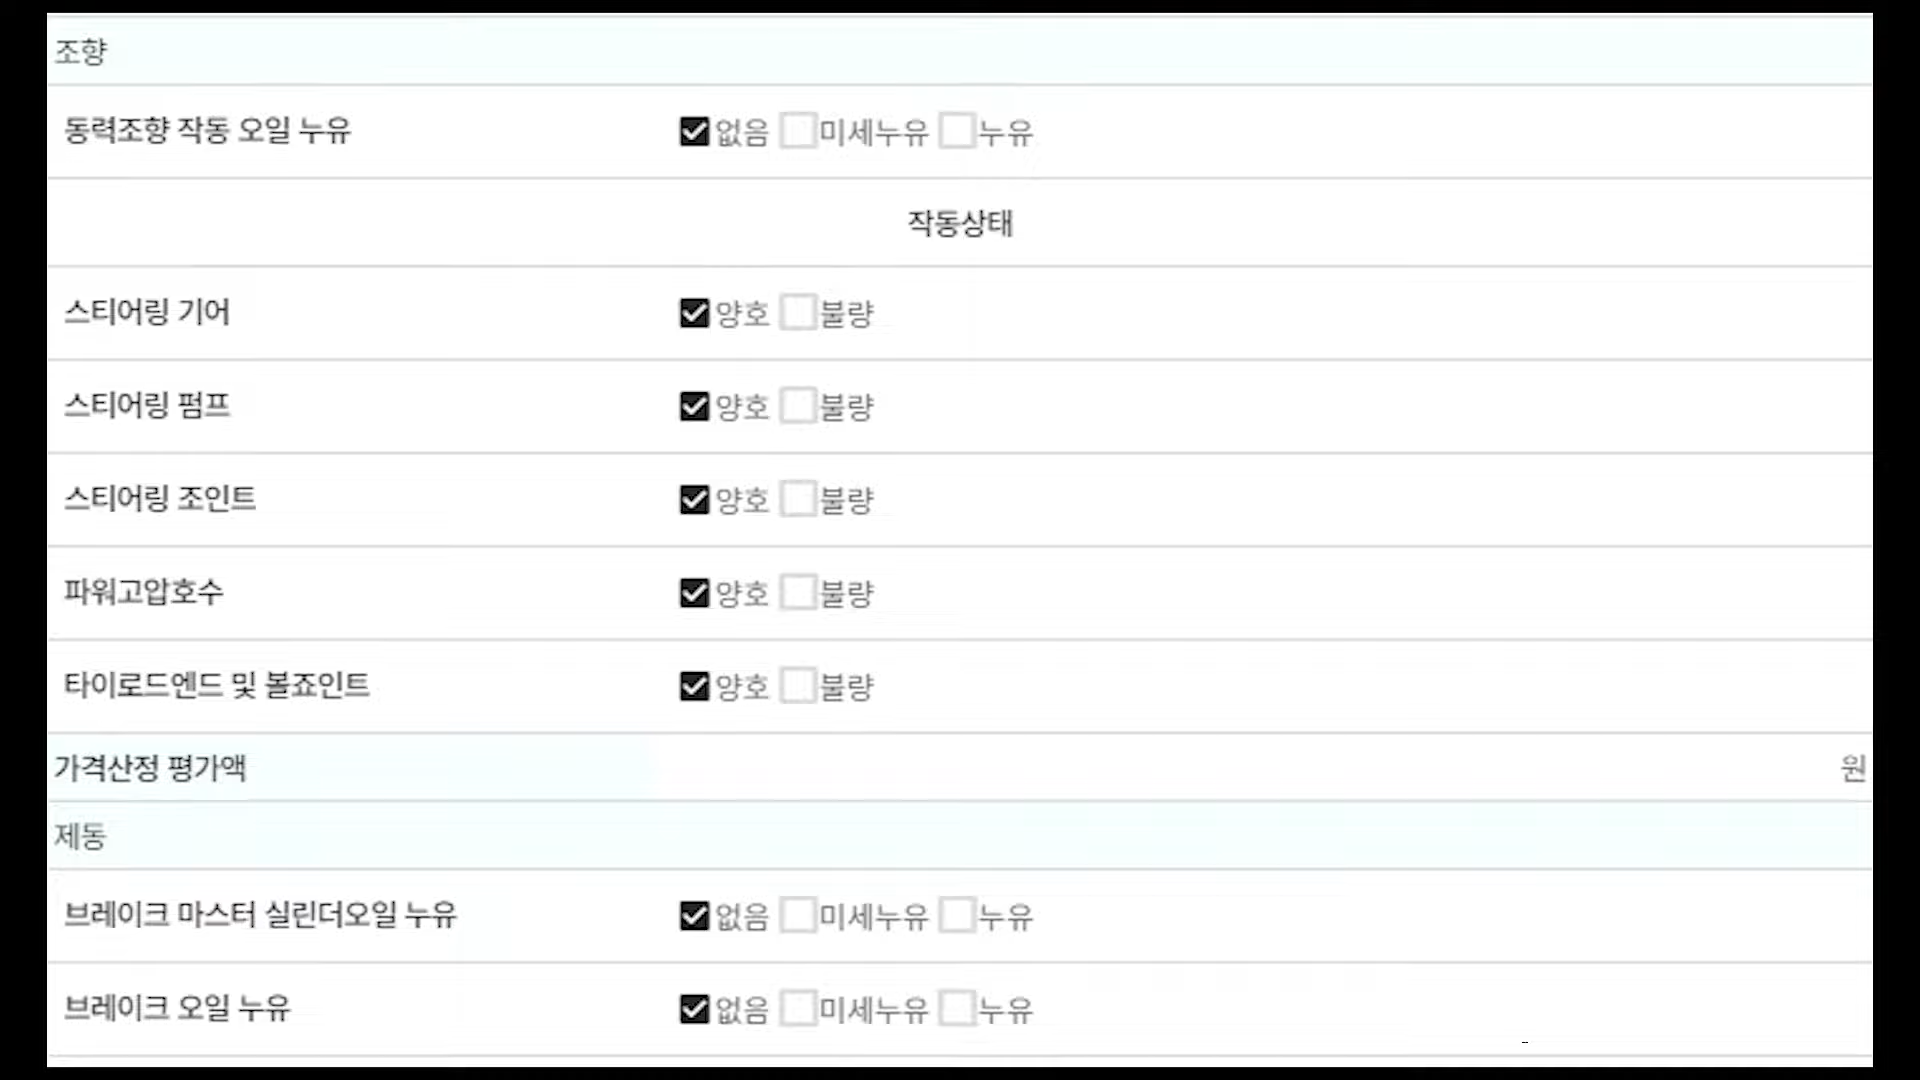 조향
동력조향 작동 오일 누유 없음 미세누유 누유
작동상태
스티어링 기어 양호 불량
스티어링 펌프 양호 불량
스티어링 조인트 양호 불량
파워고압호수 양호 불량
타이로드엔드 및 볼죠인트 양호 불량
가격산정 평가액 원
제동
브레이크 마스터 실린더오일 누유 없음 미세누유 누유
브레이크 오일 누유 없음 미세누유 누유